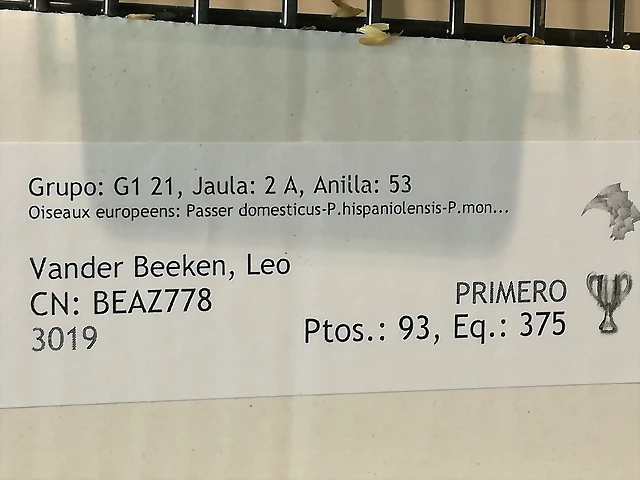 Grupo: G1 21, Jaula: 2 A, Anilla: 53
Oiseaux europeens: Passer domesticus-P.hispaniolensis-P.mon...
Vander Beeken, Leo
CN: BEAZ778
PRIMERO
3019
Ptos.: 93, Eq.: 375